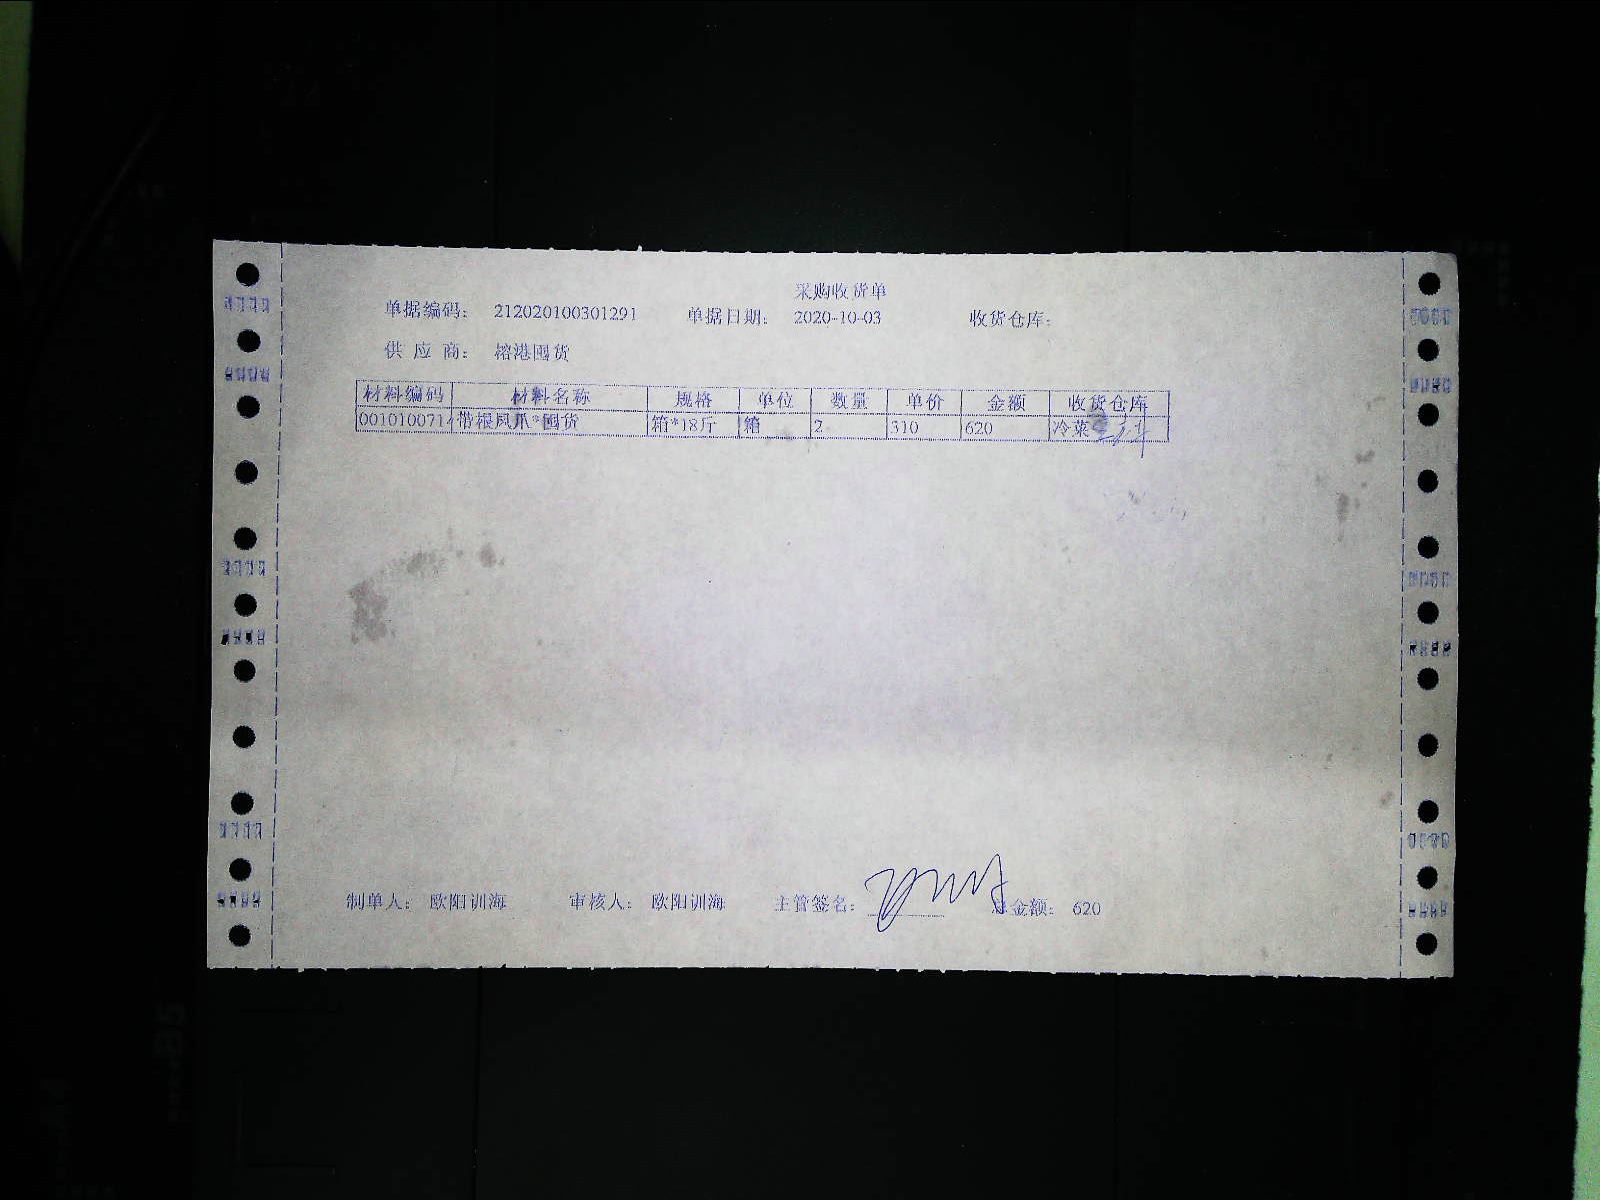 采购收货单
单据编码： 212020100301291 单据日期： 2020-10-03 收货仓库：
供 应 商： 榕港囤货
材料编码 材料名称 规格 单位 数量 单价 金额 收货仓库
0010100714 带根凤爪*囤货 箱*18斤 箱 2 310 620 冷菜
制单人： 欧阳训海 审核人： 欧阳训海 主管签名： 总金额： 620